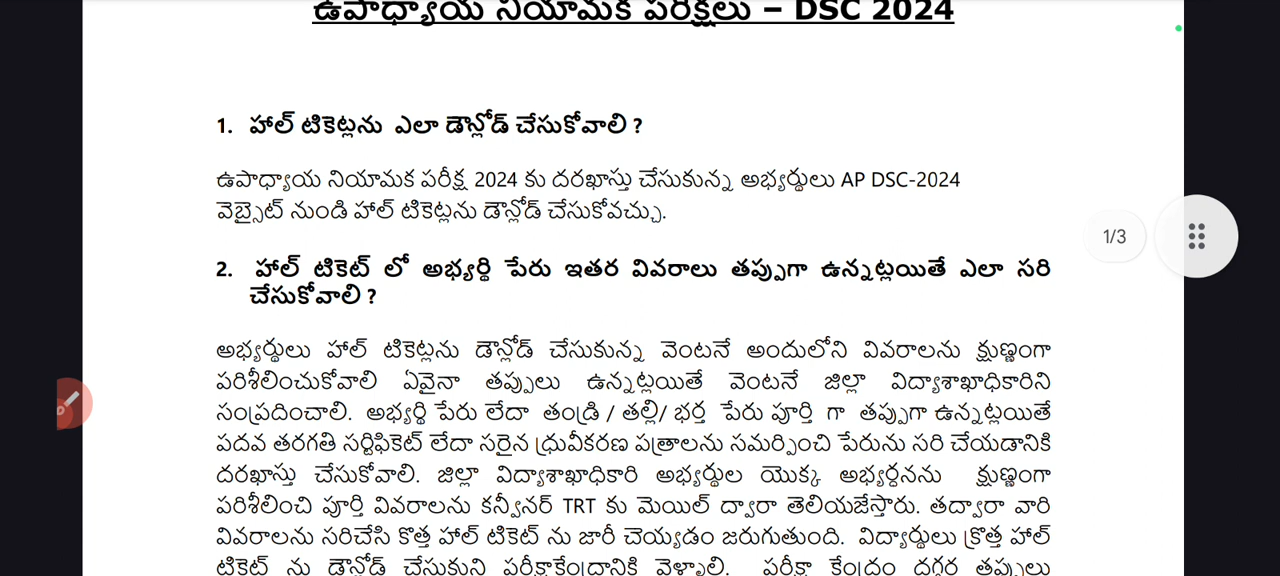 ఉపాధ్యాయ నియామక పరీక్షలు – DSC 2024
1. హాల్ టికెట్లను ఎలా డౌన్లోడ్ చేసుకోవాలి ?
ఉపాధ్యాయ నియామక పరీక్ష 2024 కు దరఖాస్తు చేసుకున్న అభ్యర్థులు AP DSC-2024
వెబ్సైట్ నుండి హాల్ టికెట్లను డౌన్లోడ్ చేసుకోవచ్చు.
1/3
2. హాల్ టికెట్ లో అభ్యర్థి పేరు ఇతర వివరాలు తప్పుగా ఉన్నట్లయితే ఎలా సరి
చేసుకోవాలి ?
అభ్యర్థులు హాల్ టికెట్లను డౌన్లోడ్ చేసుకున్న వెంటనే అందులోని వివరాలను క్షుణ్ణంగా
పరిశీలించుకోవాలి ఏవైనా తప్పులు ఉన్నట్లయితే వెంటనే జిల్లా విద్యాశాఖాధికారిని
సంప్రదించాలి. అభ్యర్థి పేరు లేదా తండ్రి / తల్లి/ భర్త పేరు పూర్తి గా తప్పుగా ఉన్నట్లయితే
పదవ తరగతి సర్టిఫికెట్ లేదా సరైన ధ్రువీకరణ పత్రాలను సమర్పించి పేరును సరి చేయడానికి
దరఖాస్తు చేసుకోవాలి. జిల్లా విద్యాశాఖాధికారి అభ్యర్థుల యొక్క అభ్యర్థనను క్షుణ్ణంగా
పరిశీలించి పూర్తి వివరాలను కన్వీనర్ TRT కు మెయిల్ ద్వారా తెలియజేస్తారు. తద్వారా వారి
వివరాలను సరిచేసి కొత్త హాల్ టికెట్ ను జారీ చెయ్యడం జరుగుతుంది. విద్యార్థులు క్రొత్త హాల్
టికెట్ ను డౌన్లోడ్ చేసుకుని పరీక్షాకేంద్రానికి వెళ్ళాలి. పరీక్షా కేంద్రం దగ్గర తప్పులు